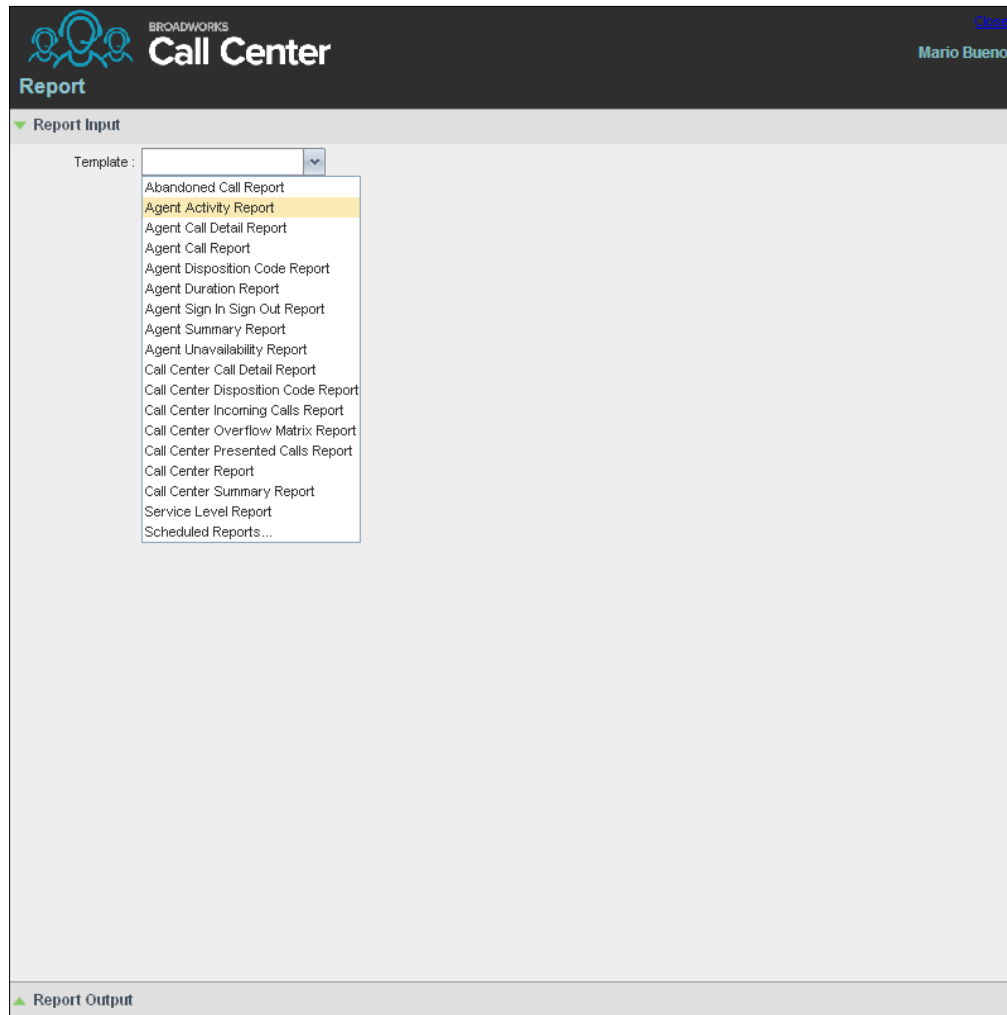 BROADWORKS
Call Center
Close
Mario Bueno
Report
Report Input
Template :
Abandoned Call Report
Agent Activity Report
Agent Call Detail Report
Agent Call Report
Agent Disposition Code Report
Agent Duration Report
Agent Sign In Sign Out Report
Agent Summary Report
Agent Unavailability Report
Call Center Call Detail Report
Call Center Disposition Code Report
Call Center Incoming Calls Report
Call Center Overflow Matrix Report
Call Center Presented Calls Report
Call Center Report
Call Center Summary Report
Service Level Report
Scheduled Reports...
Report Output